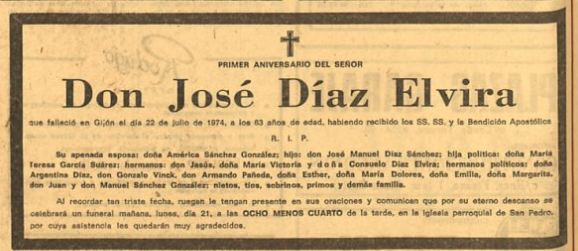 PRIMER ANIVERSARIO DEL SEÑOR
Don José Díaz Elvira
que falleció en Gijón el día 22 de julio de 1974, a los 63 años de edad, habiendo recibido los SS. SS. y la Bendición Apostólica
R. I. P.
Su apenada esposa: doña América Sánchez González; hijo: don José Manuel Díaz Sánchez; hija política: doña María
Teresa García Suárez; hermanos: don Jesús, doña María Victoria y doña Consuelo Díaz Elvira; hermanos políticos: doña
Argentina Díaz, don Gonzalo Vinck, don Armando Pañeda, doña Esther, doña María Dolores, doña Emilia, doña Margarita,
don Juan y don Manuel Sánchez González; nietos, tíos, sobrinos, primos y demás familia.
Al recordar tan triste fecha, ruegan le tengan presente en sus oraciones y comunican que por su eterno descanso se
celebrará un funeral mañana, lunes, día 21, a las OCHO MENOS CUARTO de la tarde, en la iglesia parroquial de San Pedro,
por cuya asistencia les quedarán muy agradecidos.